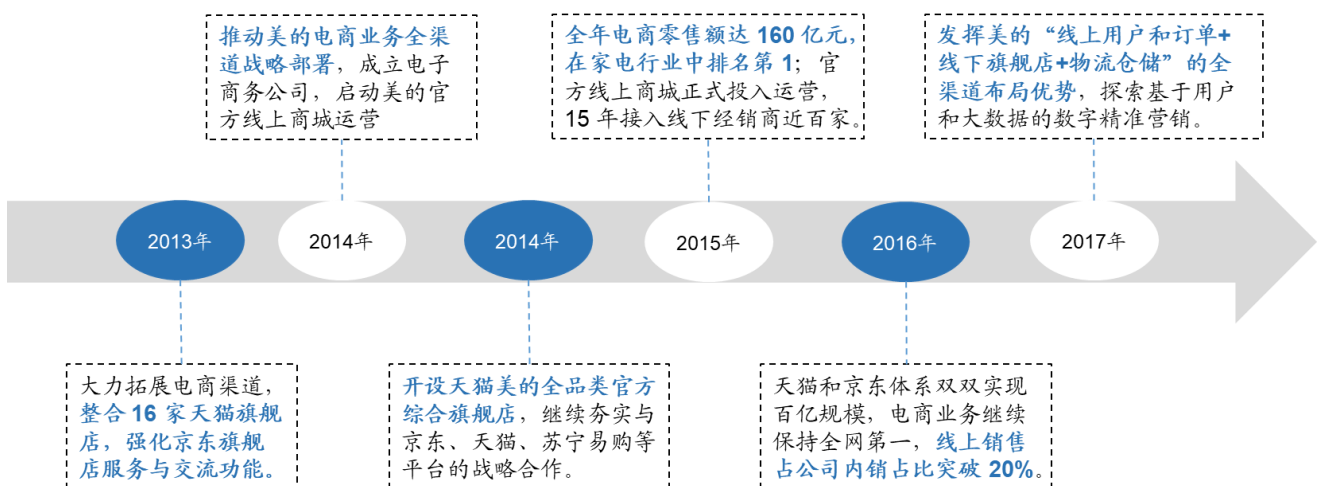 推动美的电商业务全渠
道战略部署，成立电子
商务公司，启动美的官
方线上商城运营
全年电商零售额达 160 亿元，
在家电行业中排名第 1；官
方线上商城正式投入运营，
15 年接入线下经销商近百家。
发挥美的“线上用户和订单+
线下旗舰店+物流仓储”的全
渠道布局优势，探索基于用户
和大数据的数字精准营销。
2013年
2014年
2014年
2015年
2016年
2017年
大力拓展电商渠道，
整合 16 家天猫旗舰
店，强化京东旗舰
店服务与交流功能。
开设天猫美的全品类官方
综合旗舰店，继续夯实与
京东、天猫、苏宁易购等
平台的战略合作。
天猫和京东体系双双实现
百亿规模，电商业务继续
保持全网第一，线上销售
占公司内销占比突破 20%。